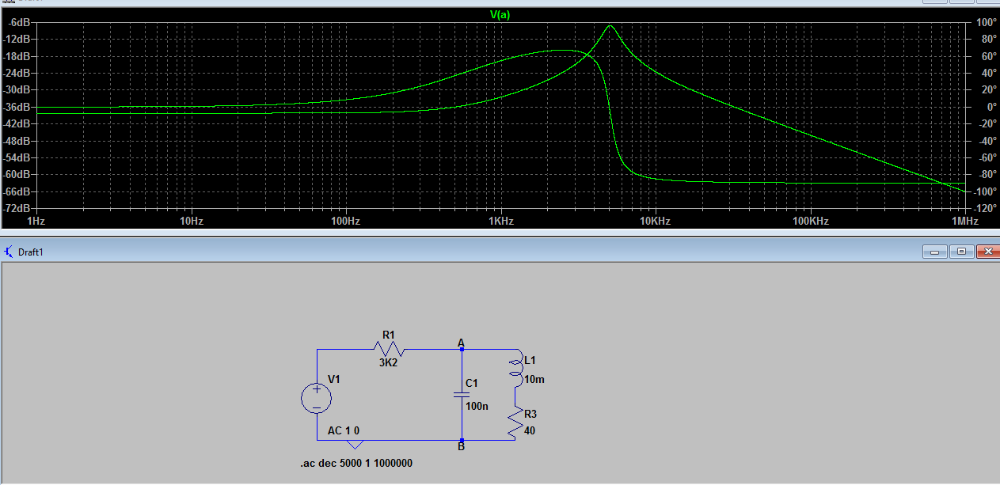 V(a)
-6dB
-12dB
-18dB
-24dB
-30dB
-36dB
-42dB
-48dB
-54dB
-60dB
-66dB
-72dB
100°
80°
60°
40°
20°
0°
-20°
-40°
-60°
-80°
-100°
-120°
1Hz 10Hz 100Hz 1KHz 10KHz 100KHz 1MHz
Draft1
R1
3K2
A
V1
C1
100n
L1
10m
R3
40
AC 1 0
B
.ac dec 5000 1 1000000